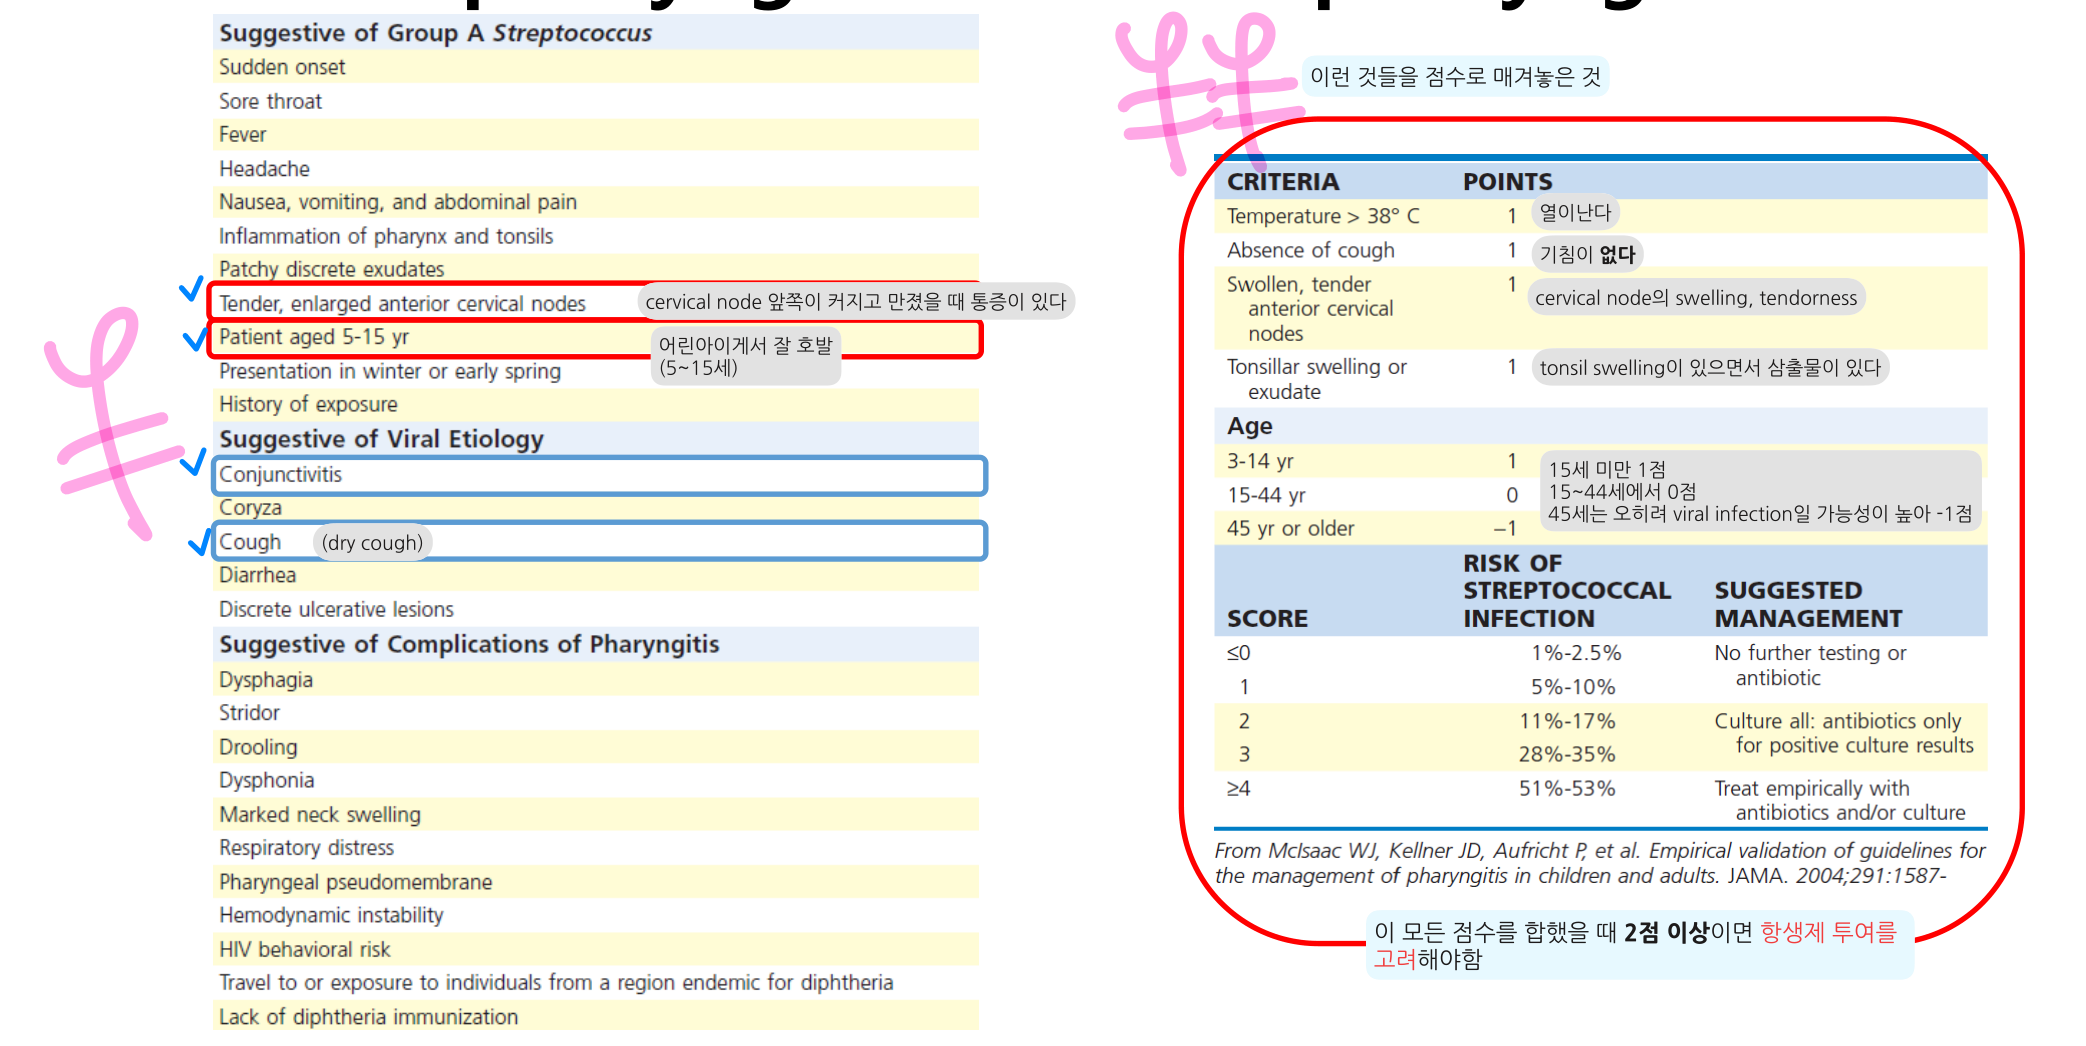 Suggestive of Group A Streptococcus
Sudden onset
Sore throat
Fever
Headache
Nausea, vomiting, and abdominal pain
Inflammation of pharynx and tonsils
Patchy discrete exudates
Tender, enlarged anterior cervical nodes
cervical node 앞쪽이 커지고 만졌을 때 통증이 있다
Patient aged 5-15 yr
어린아이게서 잘 호발
(5~15세)
Presentation in winter or early spring
History of exposure
Suggestive of Viral Etiology
Conjunctivitis
Coryza
Cough (dry cough)
Diarrhea
Discrete ulcerative lesions
Suggestive of Complications of Pharyngitis
Dysphagia
Stridor
Drooling
Dysphonia
Marked neck swelling
Respiratory distress
Pharyngeal pseudomembrane
Hemodynamic instability
HIV behavioral risk
Travel to or exposure to individuals from a region endemic for diphtheria
Lack of diphtheria immunization
이런 것들을 점수로 매겨놓은 것
CRITERIA POINTS
Temperature > 38° C 1 열이난다
Absence of cough 1 기침이 없다
Swollen, tender 1 cervical node의 swelling, tendorness
anterior cervical
nodes
Tonsillar swelling or 1 tonsil swelling이 있으면서 삼출물이 있다
exudate
Age
3-14 yr 1
15-44 yr 0
45 yr or older −1
15세 미만 1점
15~44세에서 0점
45세는 오히려 viral infection일 가능성이 높아 -1점
SCORE RISK OF STREPTOCOCCAL INFECTION SUGGESTED MANAGEMENT
≤0 1%-2.5% No further testing or
antibiotic
1 5%-10%
2 11%-17% Culture all: antibiotics only
for positive culture results
3 28%-35%
≥4 51%-53% Treat empirically with
antibiotics and/or culture
From McIsaac WJ, Kellner JD, Aufricht P, et al. Empirical validation of guidelines for
the management of pharyngitis in children and adults. JAMA. 2004;291:1587-
이 모든 점수를 합했을 때 2점 이상이면 항생제 투여를
고려해야함